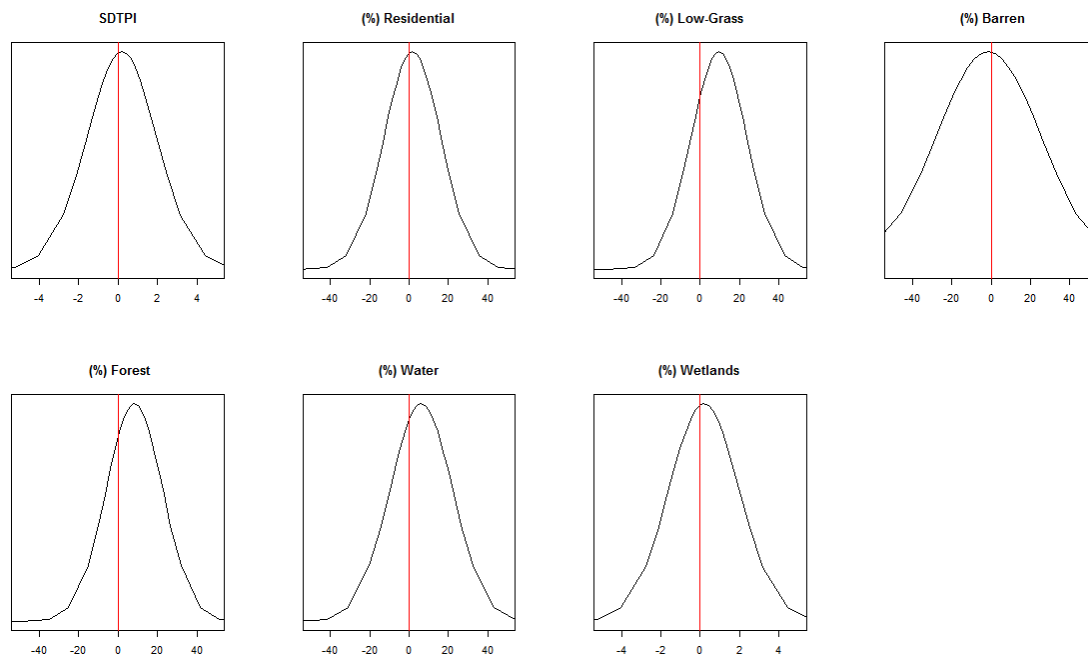 SDTPI
(%) Residential
(%) Low-Grass
(%) Barren
-4 -2 0 2 4
-40 -20 0 20 40
-40 -20 0 20 40
-40 -20 0 20 40
(%) Forest
(%) Water
(%) Wetlands
-40 -20 0 20 40
-40 -20 0 20 40
-4 -2 0 2 4